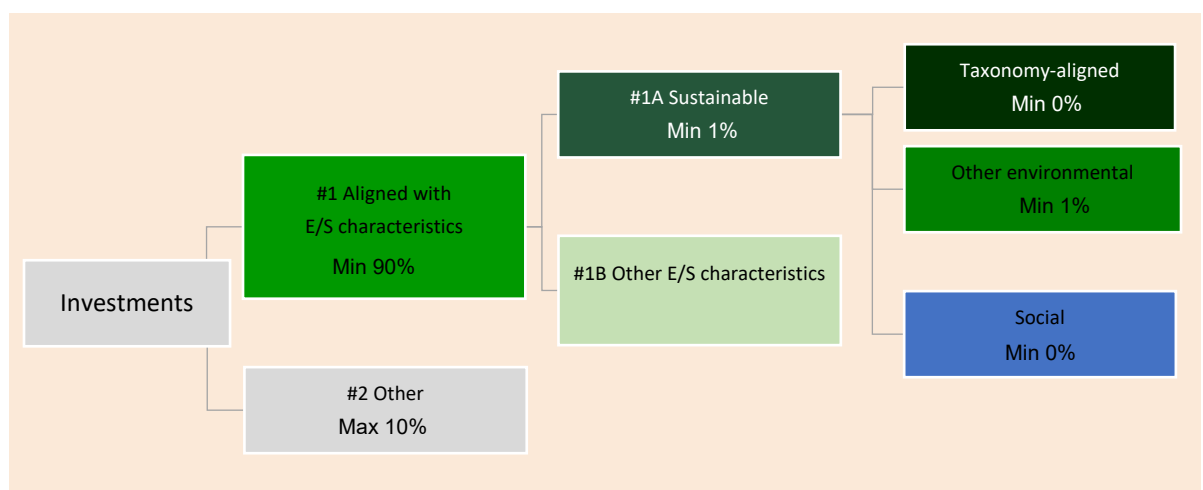 Investments
#1 Aligned with
E/S characteristics
Min 90%
#2 Other
Max 10%
#1A Sustainable
Min 1%
#1B Other E/S characteristics
Taxonomy-aligned
Min 0%
Other environmental
Min 1%
Social
Min 0%